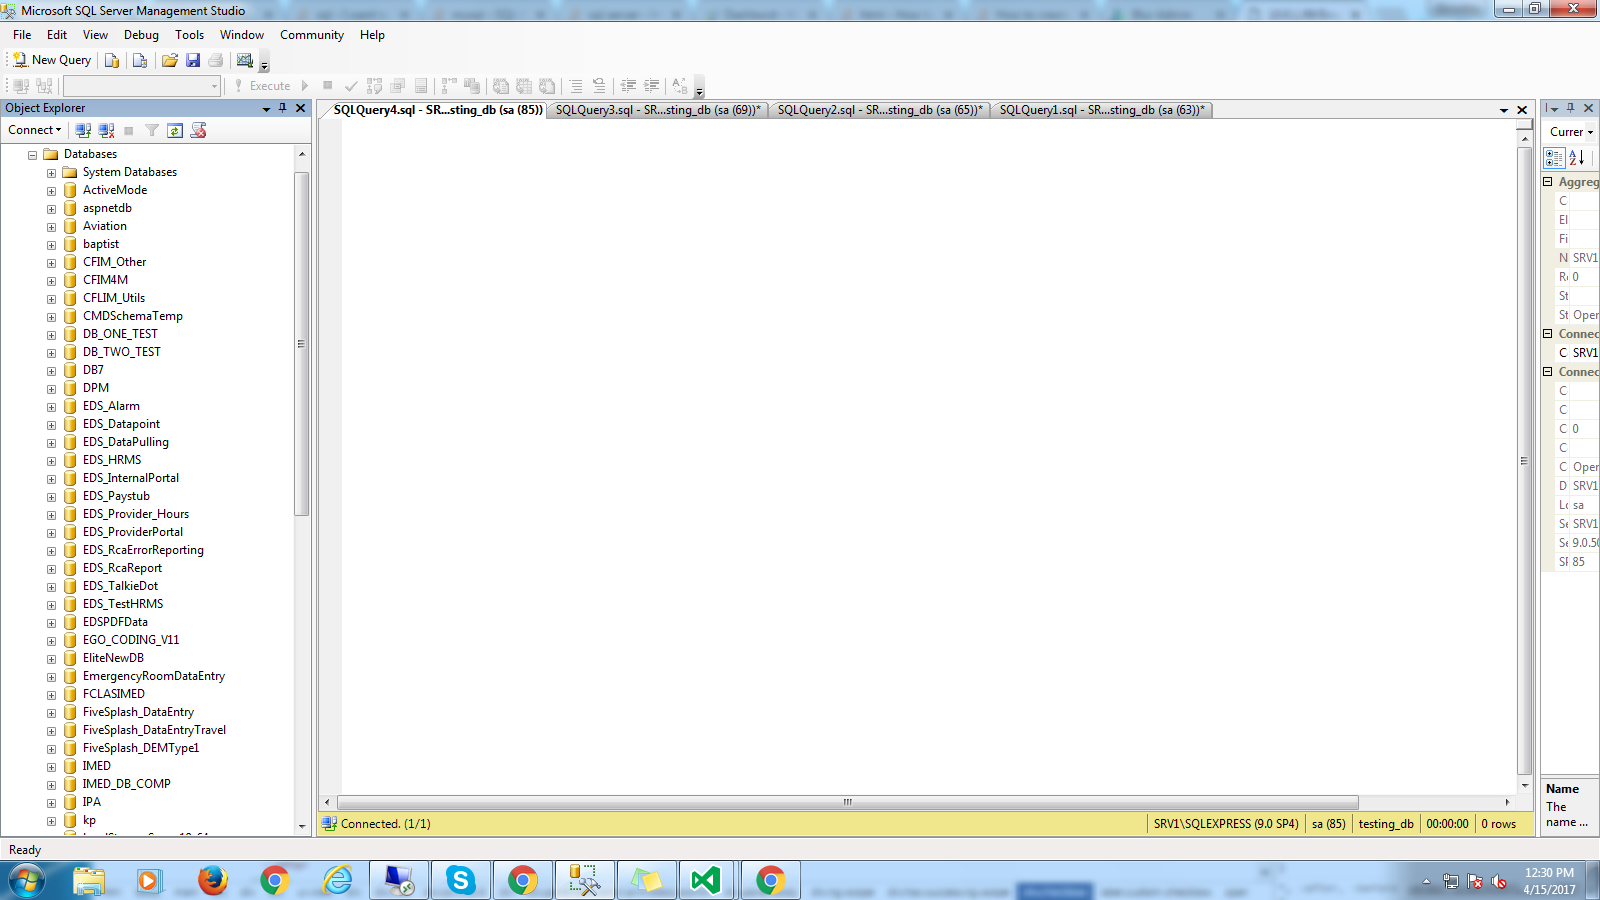 Microsoft SQL Server Management Studio
File Edit View Debug Tools Window Community Help
New Query
Execute
Object Explorer
Connect
Databases
System Databases
ActiveMode
aspnetdb
Aviation
baptist
CFIM_Other
CFIM4M
CFLIM_Utils
CMDSchemaTemp
DB_ONE_TEST
DB_TWO_TEST
DB7
DPM
EDS_Alarm
EDS_Datapoint
EDS_DataPulling
EDS_HRMS
EDS_InternalPortal
EDS_Paystub
EDS_Provider_Hours
EDS_ProviderPortal
EDS_RcaErrorReporting
EDS_RcaReport
EDS_TalkieDot
EDS_TestHRMS
EDSPDFData
EGO_CODING_V11
EliteNewDB
EmergencyRoomDataEntry
FCLASIMED
FiveSplash_DataEntry
FiveSplash_DataEntryTravel
FiveSplash_DEMType1
IMED
IMED_DB_COMP
IPA
kp
SQLQuery4.sql - SR...sting_db (sa (85)) SQLQuery3.sql - SR...sting_db (sa (69))* SQLQuery2.sql - SR...sting_db (sa (65))* SQLQuery1.sql - SR...sting_db (sa (63))*
Connected. (1/1) SRV1\SQLEXPRESS (9.0 SP4) sa (85) testing_db 00:00:00 0 rows
Currer
Aggreg
C
El
Fi
N SRV1
R 0
St
St Oper
Connec
C SRV1
Connec
C
C
C 0
C
C Oper
D SRV1
Lo sa
Se SRV1
Se 9.0.50
SF 85
Name
The
name ...
Ready
12:30 PM
4/15/2017